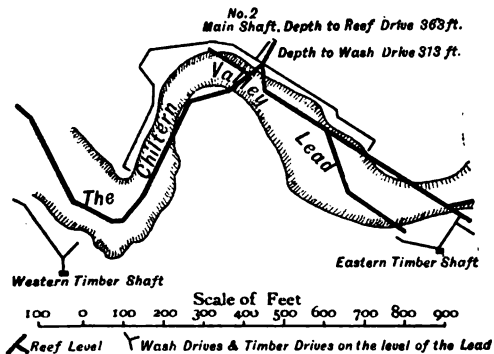 No. 2
Main Shaft. Depth to Reef Drive 363 ft.
Depth to Wash Drive 313 ft.
The Chiltern Valley Lead
Western Timber Shaft
Eastern Timber Shaft
Scale of Feet
100 0 100 200 300 400 500 600 700 800 900
Reef Level
Wash Drives & Timber Drives on the level of the Lead